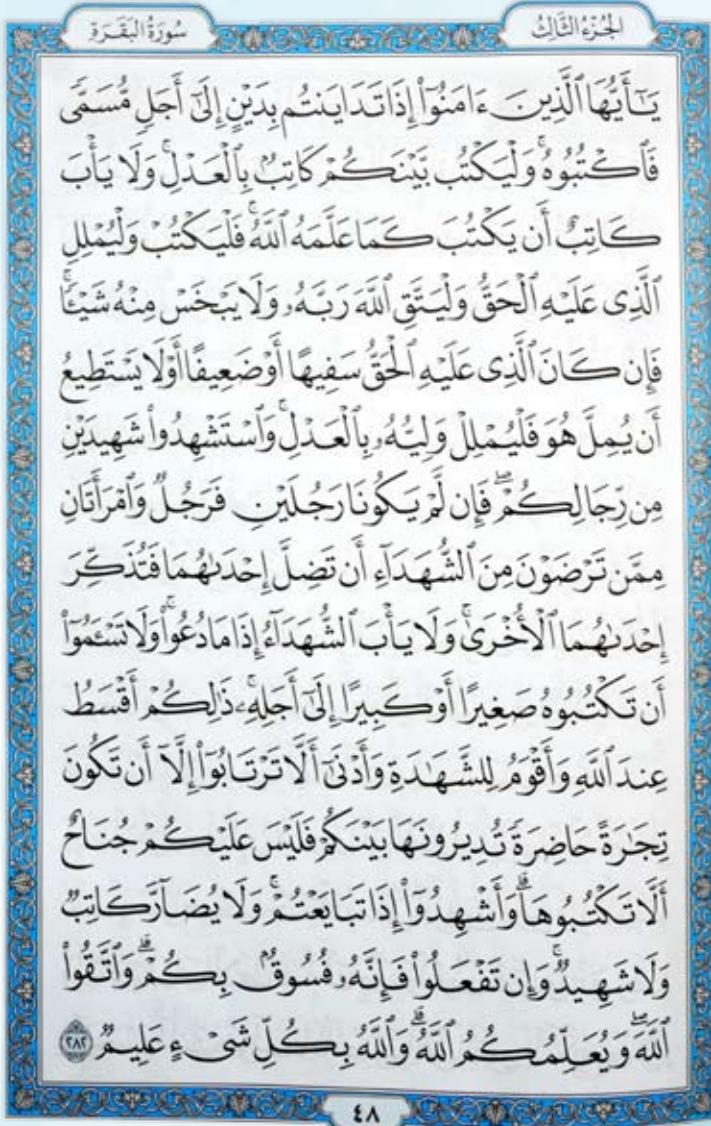 الجُزْءُ الثَّالِثُ
سُورَةُ البَقَرَةِ
يَـٰٓأَيُّهَا ٱلَّذِينَ ءَامَنُوٓاْ إِذَا تَدَايَنتُم بِدَيْنٍ إِلَىٰٓ أَجَلٍ مُّسَمًّى
فَٱكْتُبُوهُۚ وَلْيَكْتُب بَّيْنَكُمْ كَاتِبُۢ بِٱلْعَدْلِۚ وَلَا يَأْبَ
كَاتِبٌ أَن يَكْتُبَ كَمَا عَلَّمَهُ ٱللَّهُۚ فَلْيَكْتُبْ وَلْيُمْلِلِ
ٱلَّذِى عَلَيْهِ ٱلْحَقُّ وَلْيَتَّقِ ٱللَّهَ رَبَّهُۥ وَلَا يَبْخَسْ مِنْهُ شَيْـًٔاۚ
فَإِن كَانَ ٱلَّذِى عَلَيْهِ ٱلْحَقُّ سَفِيهًا أَوْ ضَعِيفًا أَوْ لَا يَسْتَطِيعُ
أَن يُمِلَّ هُوَ فَلْيُمْلِلْ وَلِيُّهُۥ بِٱلْعَدْلِۚ وَٱسْتَشْهِدُواْ شَهِيدَيْنِ
مِن رِّجَالِكُمْۖ فَإِن لَّمْ يَكُونَا رَجُلَيْنِ فَرَجُلٌ وَٱمْرَأَتَانِ
مِمَّن تَرْضَوْنَ مِنَ ٱلشُّهَدَآءِ أَن تَضِلَّ إِحْدَىٰهُمَا فَتُذَكِّرَ
إِحْدَىٰهُمَا ٱلْأُخْرَىٰۚ وَلَا يَأْبَ ٱلشُّهَدَآءُ إِذَا مَا دُعُواْۚ وَلَا تَسْـَٔمُوٓاْ
أَن تَكْتُبُوهُ صَغِيرًا أَوْ كَبِيرًا إِلَىٰٓ أَجَلِهِۦۚ ذَٰلِكُمْ أَقْسَطُ
عِندَ ٱللَّهِ وَأَقْوَمُ لِلشَّهَـٰدَةِ وَأَدْنَىٰٓ أَلَّا تَرْتَابُوٓاْ إِلَّآ أَن تَكُونَ
تِجَـٰرَةً حَاضِرَةً تُدِيرُونَهَا بَيْنَكُمْ فَلَيْسَ عَلَيْكُمْ جُنَاحٌ
أَلَّا تَكْتُبُوهَاۗ وَأَشْهِدُوٓاْ إِذَا تَبَايَعْتُمْۚ وَلَا يُضَآرَّ كَاتِبٌ
وَلَا شَهِيدٌۚ وَإِن تَفْعَلُواْ فَإِنَّهُۥ فُسُوقُۢ بِكُمْۗ وَٱتَّقُواْ
ٱللَّهَۖ وَيُعَلِّمُكُمُ ٱللَّهُۗ وَٱللَّهُ بِكُلِّ شَىْءٍ عَلِيمٌ ٢٨٢
٤٨